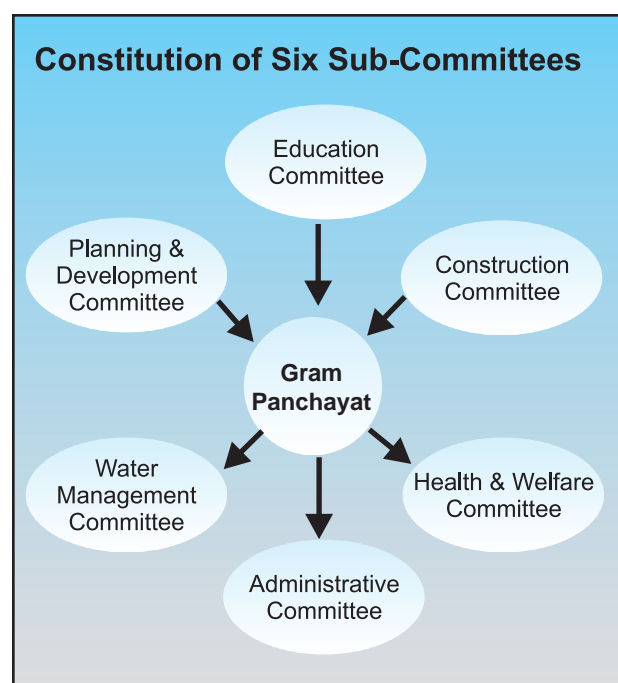 Constitution of Six Sub-Committees
Education
Committee
Planning &
Development
Committee
Construction
Committee
Gram
Panchayat
Water
Management
Committee
Health & Welfare
Committee
Administrative
Committee